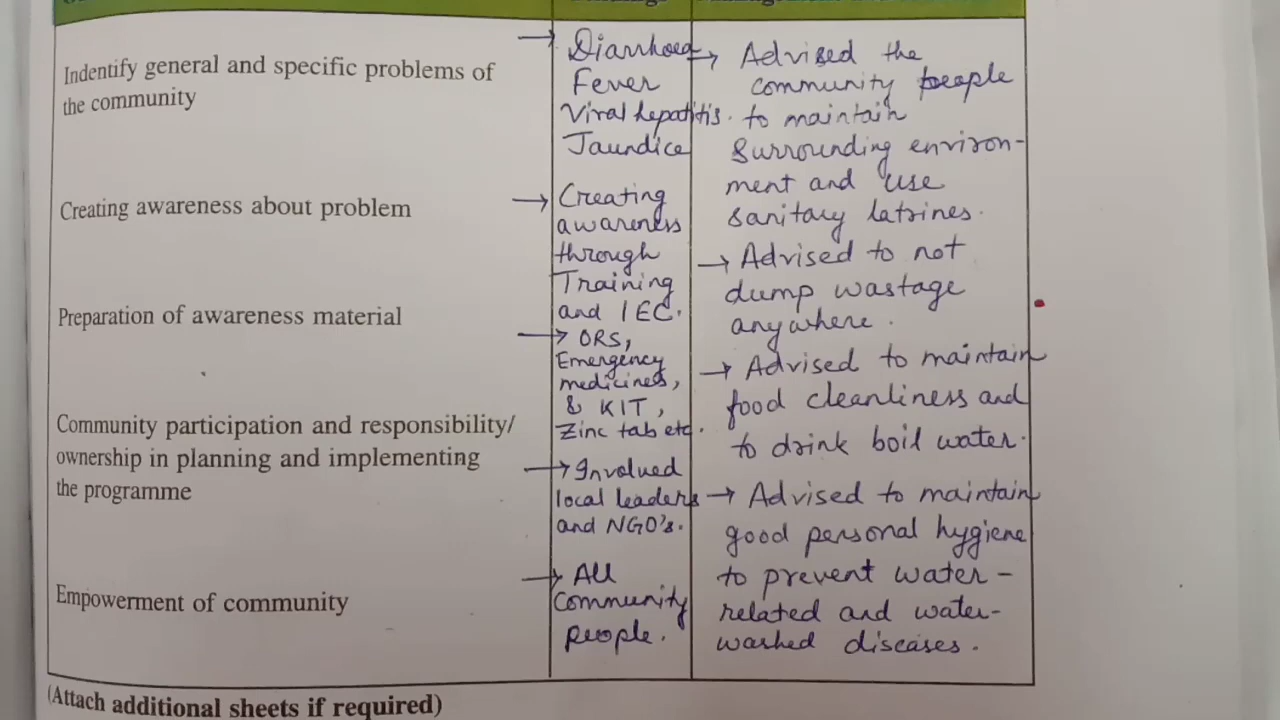 Indentify general and specific problems of
the community
Creating awareness about problem
Preparation of awareness material
Community participation and responsibility/
ownership in planning and implementing
the programme
Empowerment of community
→ Diarrhoea
Fever
Viral hepatitis.
Jaundice
→ Creating
awareness
through
Training
and IEC.
→ ORS,
Emergency
medicines,
& KIT,
Zinc tab etc.
→ Involved
local leaders
and NGO's.
→ All
Community
people.
→ Advised the
community people
to maintain
surrounding environ-
ment and use
sanitary latrines.
→ Advised to not
dump wastage
anywhere.
→ Advised to maintain
food cleanliness and
to drink boil water.
→ Advised to maintain
good personal hygiene
to prevent water-
related and water-
washed diseases.
(Attach additional sheets if required)